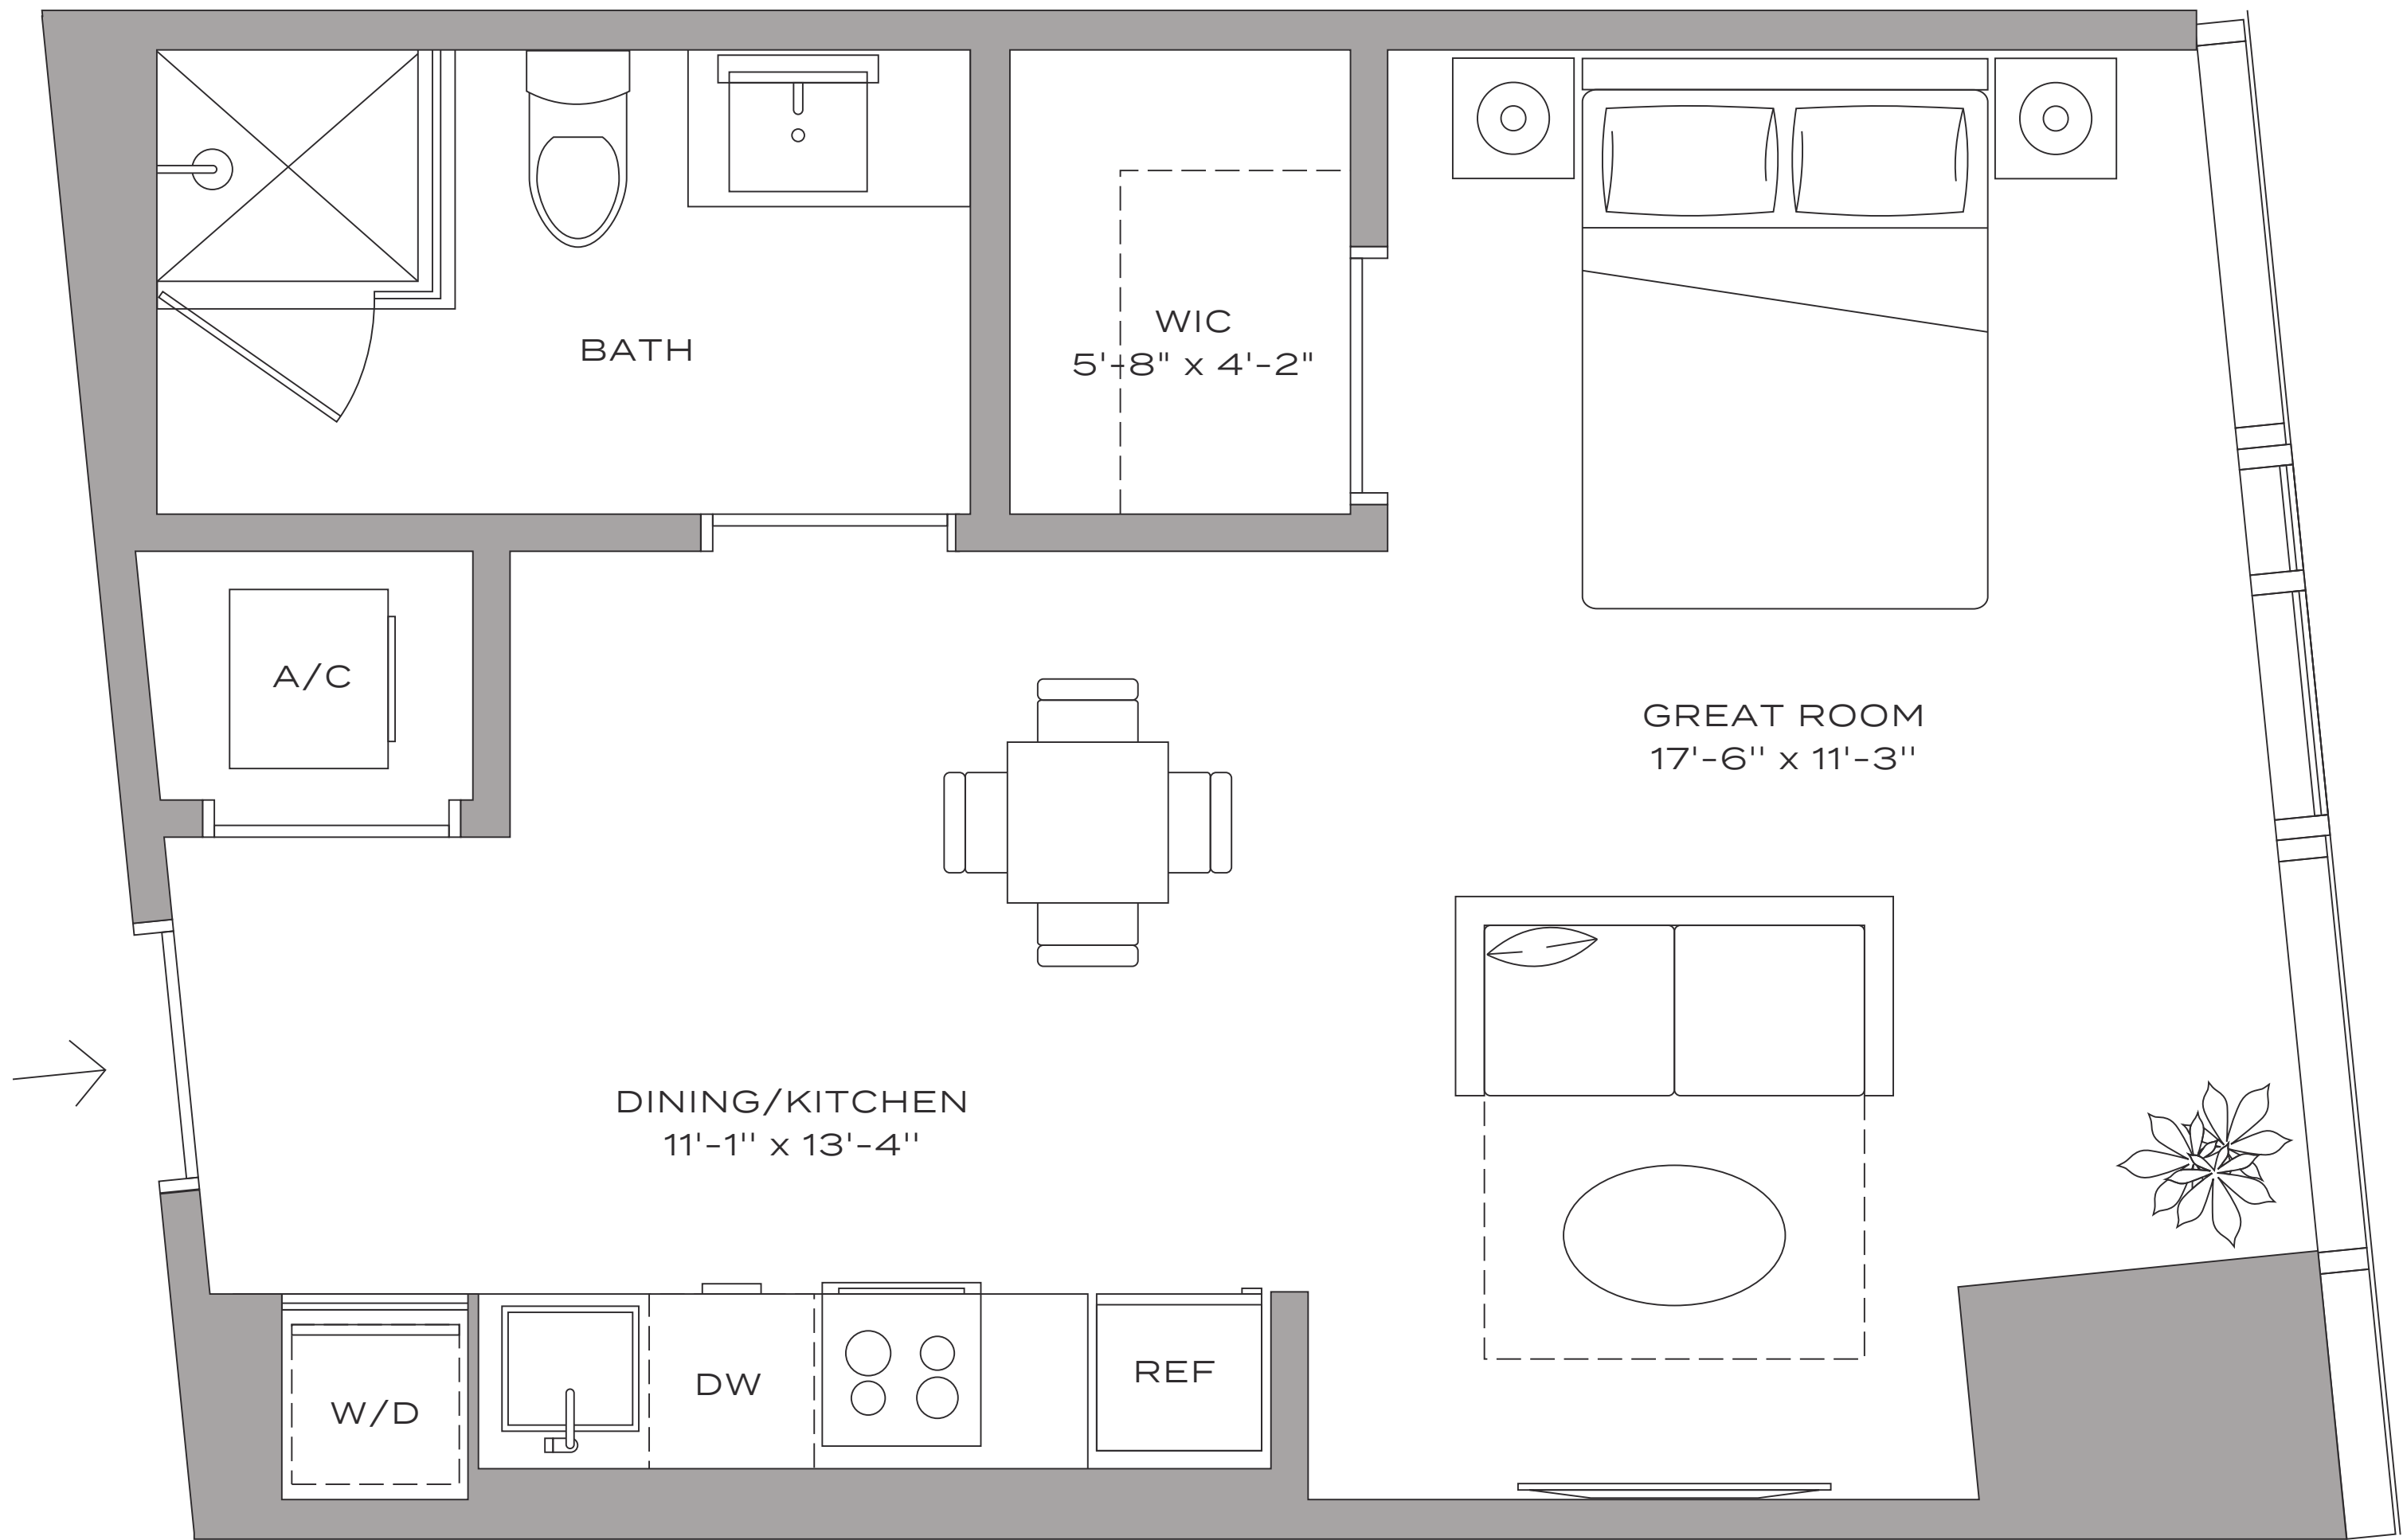 BATH
WIC
5'-8" x 4'-2"
A/C
GREAT ROOM
17'-6'' x 11'-3''
DINING/KITCHEN
11'-1'' x 13'-4''
W/D
DW
REF